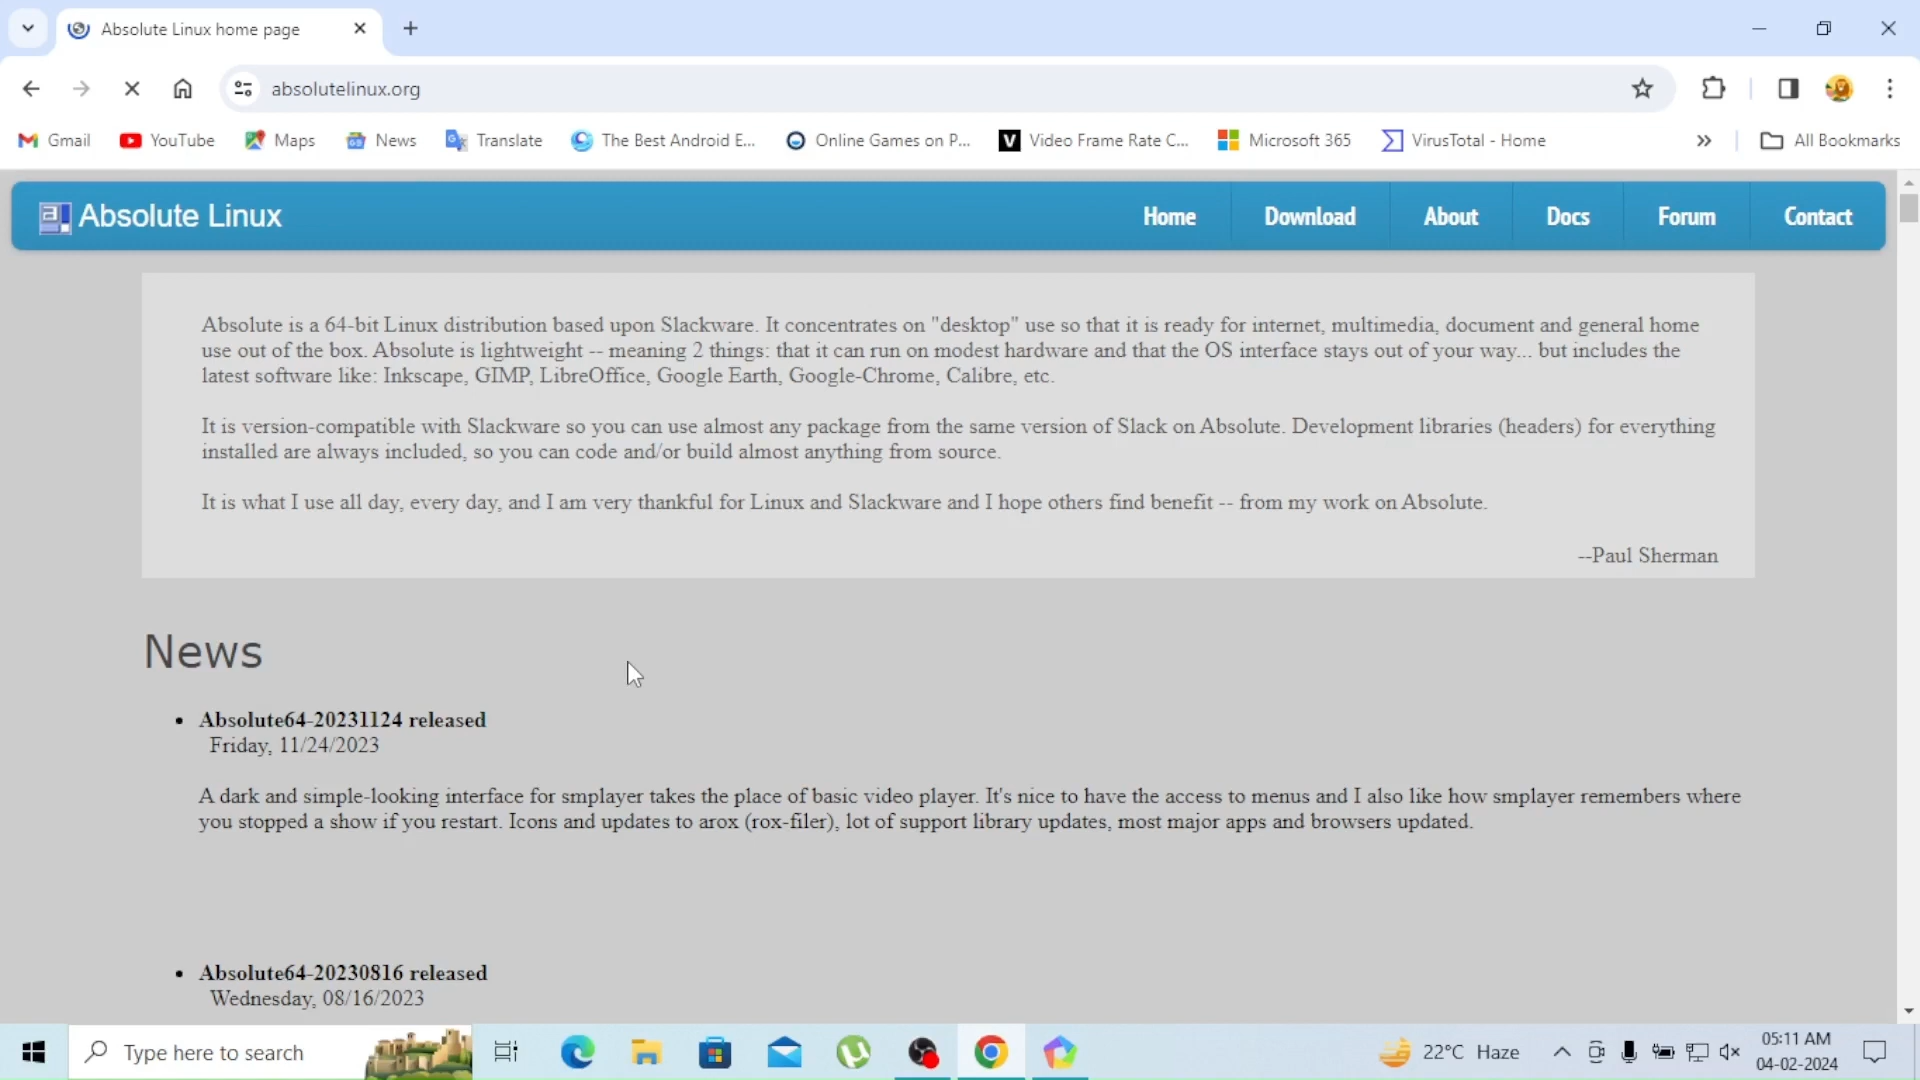 Absolute Linux home page
absolutelinux.org
Gmail
YouTube
Maps
News
Translate
The Best Android E...
Online Games on P...
Video Frame Rate C...
Microsoft 365
VirusTotal - Home
All Bookmarks
Absolute Linux
Home
Download
About
Docs
Forum
Contact
Absolute is a 64-bit Linux distribution based upon Slackware. It concentrates on "desktop" use so that it is ready for internet, multimedia, document and general home
use out of the box. Absolute is lightweight -- meaning 2 things: that it can run on modest hardware and that the OS interface stays out of your way... but includes the
latest software like: Inkscape, GIMP, LibreOffice, Google Earth, Google-Chrome, Calibre, etc.
It is version-compatible with Slackware so you can use almost any package from the same version of Slack on Absolute. Development libraries (headers) for everything
installed are always included, so you can code and/or build almost anything from source.
It is what I use all day, every day, and I am very thankful for Linux and Slackware and I hope others find benefit -- from my work on Absolute.
--Paul Sherman
News
• Absolute64-20231124 released
Friday, 11/24/2023
A dark and simple-looking interface for smplayer takes the place of basic video player. It's nice to have the access to menus and I also like how smplayer remembers where
you stopped a show if you restart. Icons and updates to arox (rox-filer), lot of support library updates, most major apps and browsers updated.
• Absolute64-20230816 released
Wednesday, 08/16/2023
Type here to search
22°C Haze
05:11 AM
04-02-2024